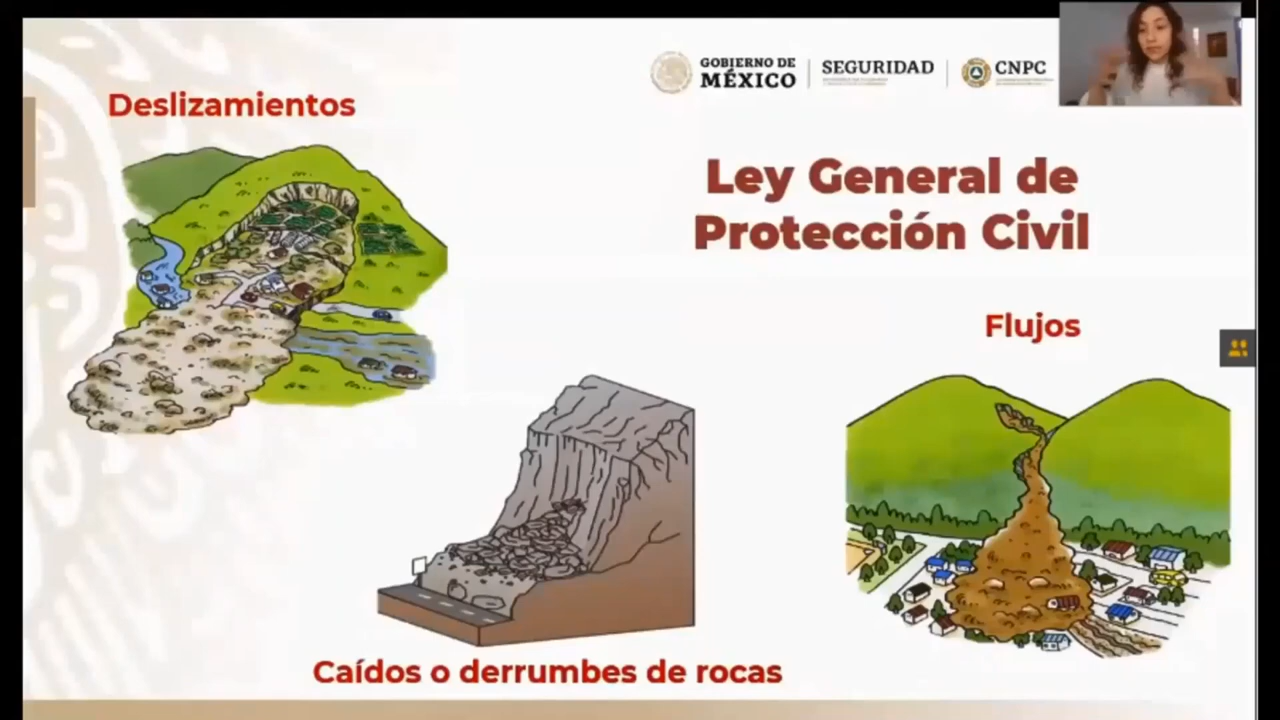 GOBIERNO DE
MÉXICO
SEGURIDAD
CNPC
Deslizamientos
Ley General de
Protección Civil
Flujos
Caídos o derrumbes de rocas